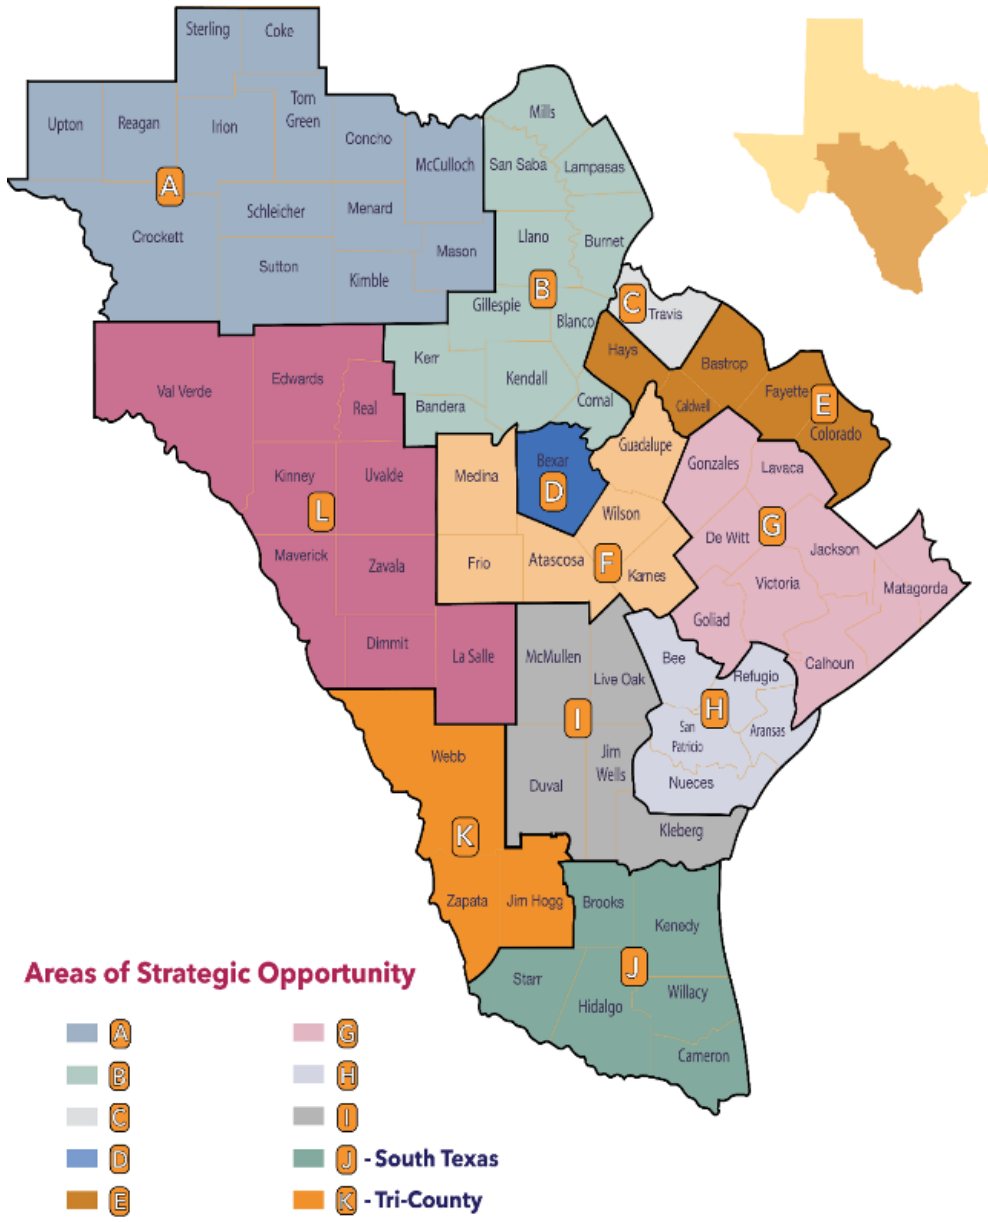 Sterling
Coke
Upton
Reagan
Irion
Tom
Green
Concho
McCulloch
A
Crockett
Schleicher
Menard
Sutton
Kimble
Mason
Mills
San Saba
Lampasas
Llano
Burnet
B
Gillespie
Blanco
Kerr
Kendall
Bandera
Comal
C
Travis
Hays
Bastrop
Caldwell
Fayette
E
Colorado
Val Verde
Edwards
Real
Kinney
Uvalde
L
Maverick
Zavala
Dimmit
La Salle
Medina
Bexar
D
Guadalupe
Wilson
Frio
Atascosa
F
Karnes
Gonzales
Lavaca
De Witt
G
Jackson
Victoria
Matagorda
Goliad
Calhoun
McMullen
Live Oak
I
Duval
Jim
Wells
Kleberg
Bee
Refugio
H
San
Patricio
Aransas
Nueces
Webb
K
Zapata
Jim Hogg
Brooks
Kenedy
J
Starr
Hidalgo
Willacy
Cameron
Areas of Strategic Opportunity
A
B
C
D
E
G
H
I
J - South Texas
K - Tri-County